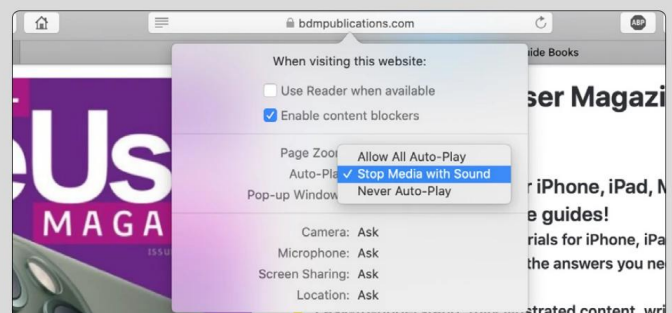 bdmpublications.com
ABP
ide Books
When visiting this website:
Use Reader when available
Enable content blockers
Page Zoo
Allow All Auto-Play
Auto-Pla
Stop Media with Sound
Pop-up Window
Never Auto-Play
Camera: Ask
Microphone: Ask
Screen Sharing: Ask
Location: Ask
eUs
MAGA
ISSU
ser Magazi
r iPhone, iPad, M
e guides!
rials for iPhone, iPa
the answers you ne
strated content, wri